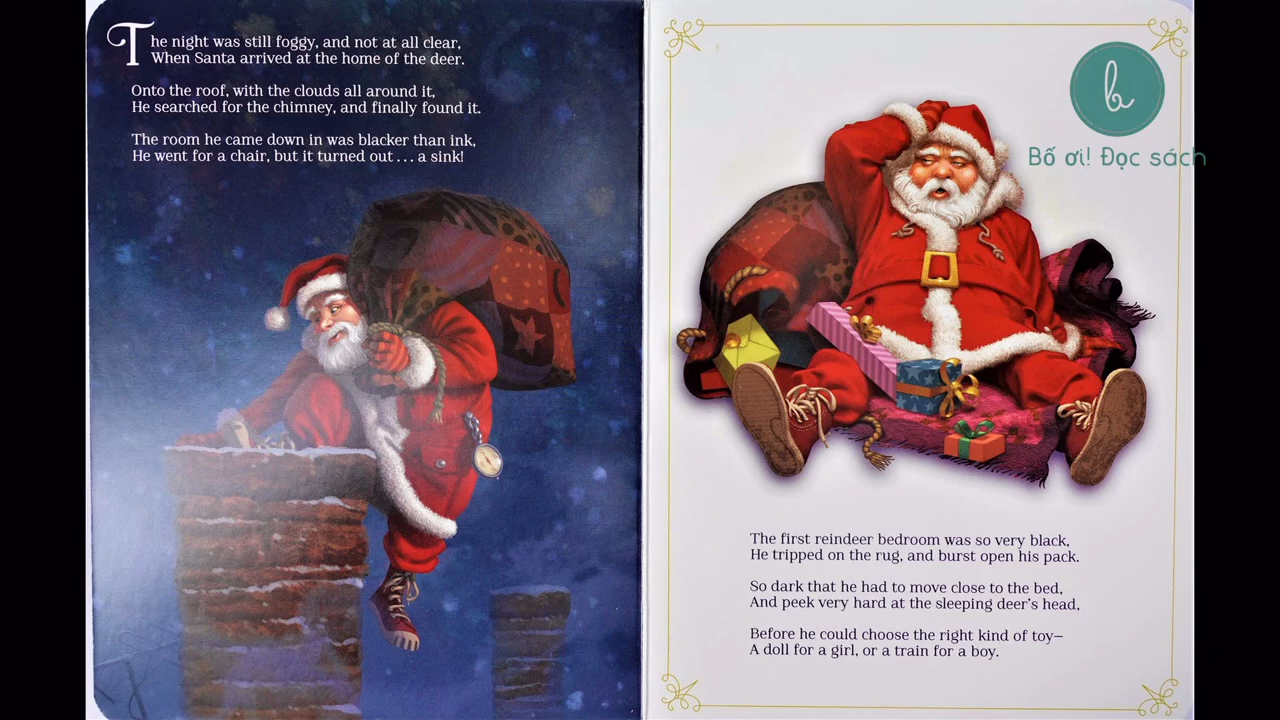 The night was still foggy, and not at all clear,
When Santa arrived at the home of the deer.
Onto the roof, with the clouds all around it,
He searched for the chimney, and finally found it.
The room he came down in was blacker than ink,
He went for a chair, but it turned out . . . a sink!
b
Bố ơi! Đọc sách
The first reindeer bedroom was so very black,
He tripped on the rug, and burst open his pack.
So dark that he had to move close to the bed,
And peek very hard at the sleeping deer's head,
Before he could choose the right kind of toy—
A doll for a girl, or a train for a boy.